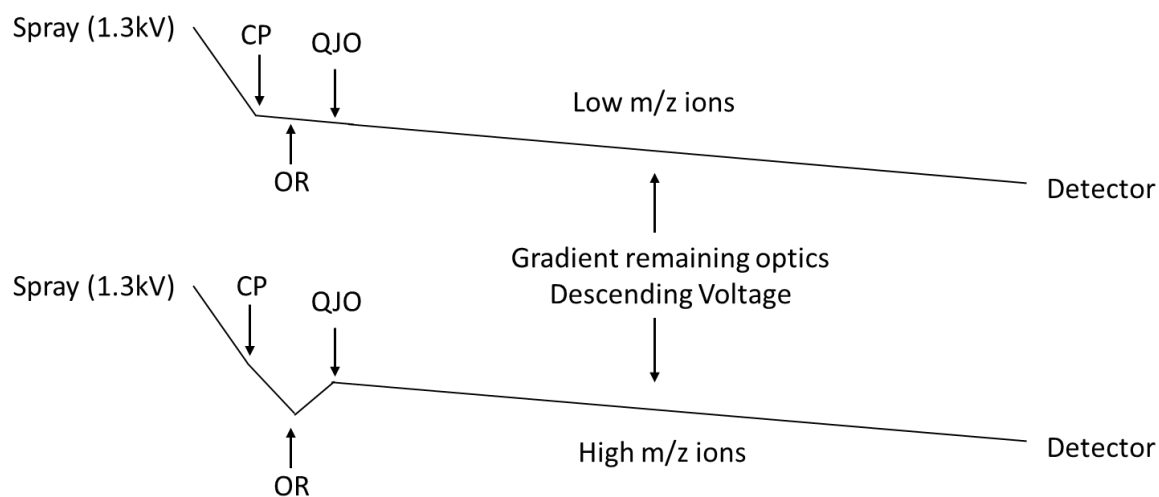 Spray (1.3kV)
CP
QJO
Low m/z ions
OR
Detector
Gradient remaining optics
Descending Voltage
Spray (1.3kV)
CP
QJO
High m/z ions
OR
Detector